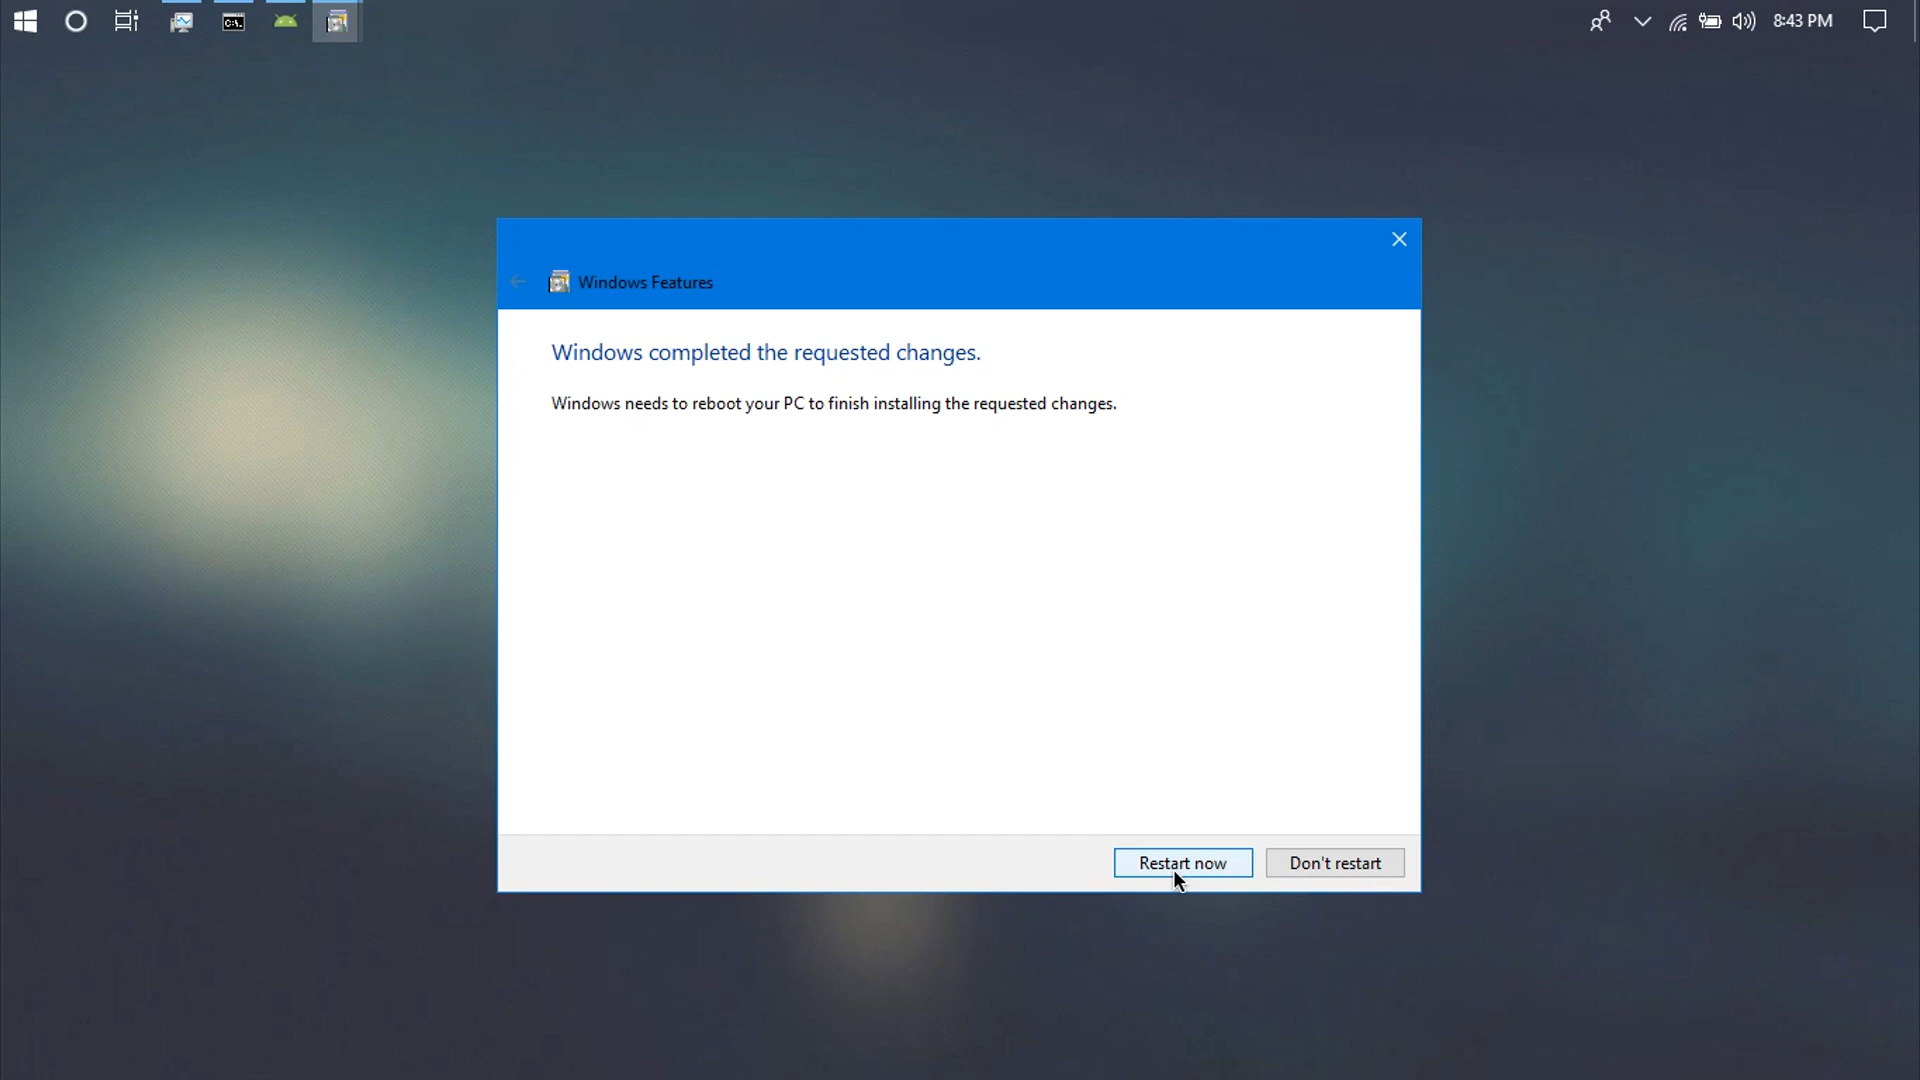 8:43 PM
Windows Features
Windows completed the requested changes.
Windows needs to reboot your PC to finish installing the requested changes.
Restart now
Don't restart